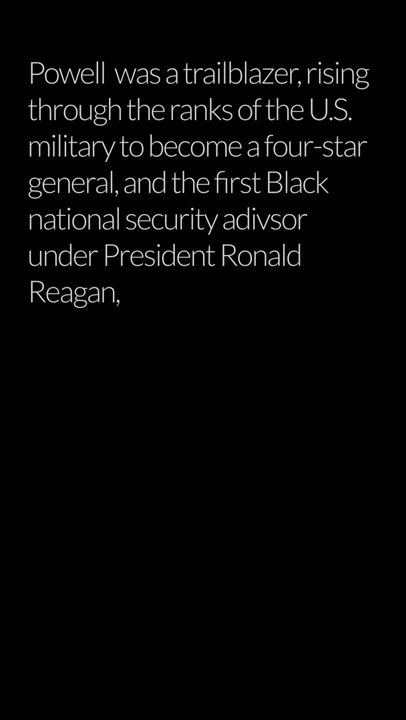 Powell  was a trailblazer, rising
through the ranks of the U.S.
military to become a four-star
general, and the first Black
national security adivsor
under President Ronald
Reagan,